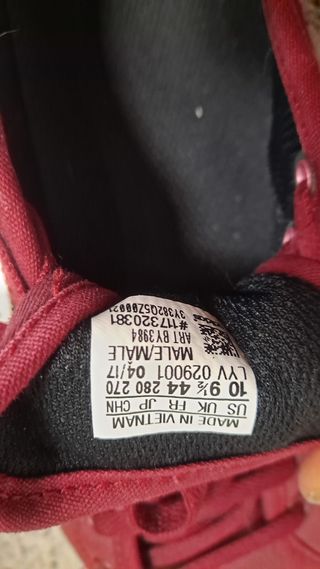 MADE IN VIETNAM
US UK FR JP CHN
10 9½ 44 280 270
LYV 029001 04/17
MALE/MALE
ART BY3984
#117320381